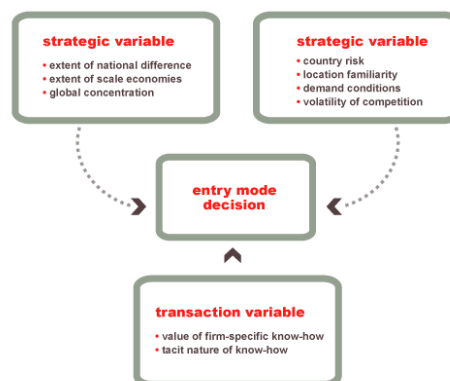 strategic variable
• extent of national difference
• extent of scale economies
• global concentration
strategic variable
• country risk
• location familiarity
• demand conditions
• volatility of competition
entry mode
decision
transaction variable
• value of firm-specific know-how
• tacit nature of know-how